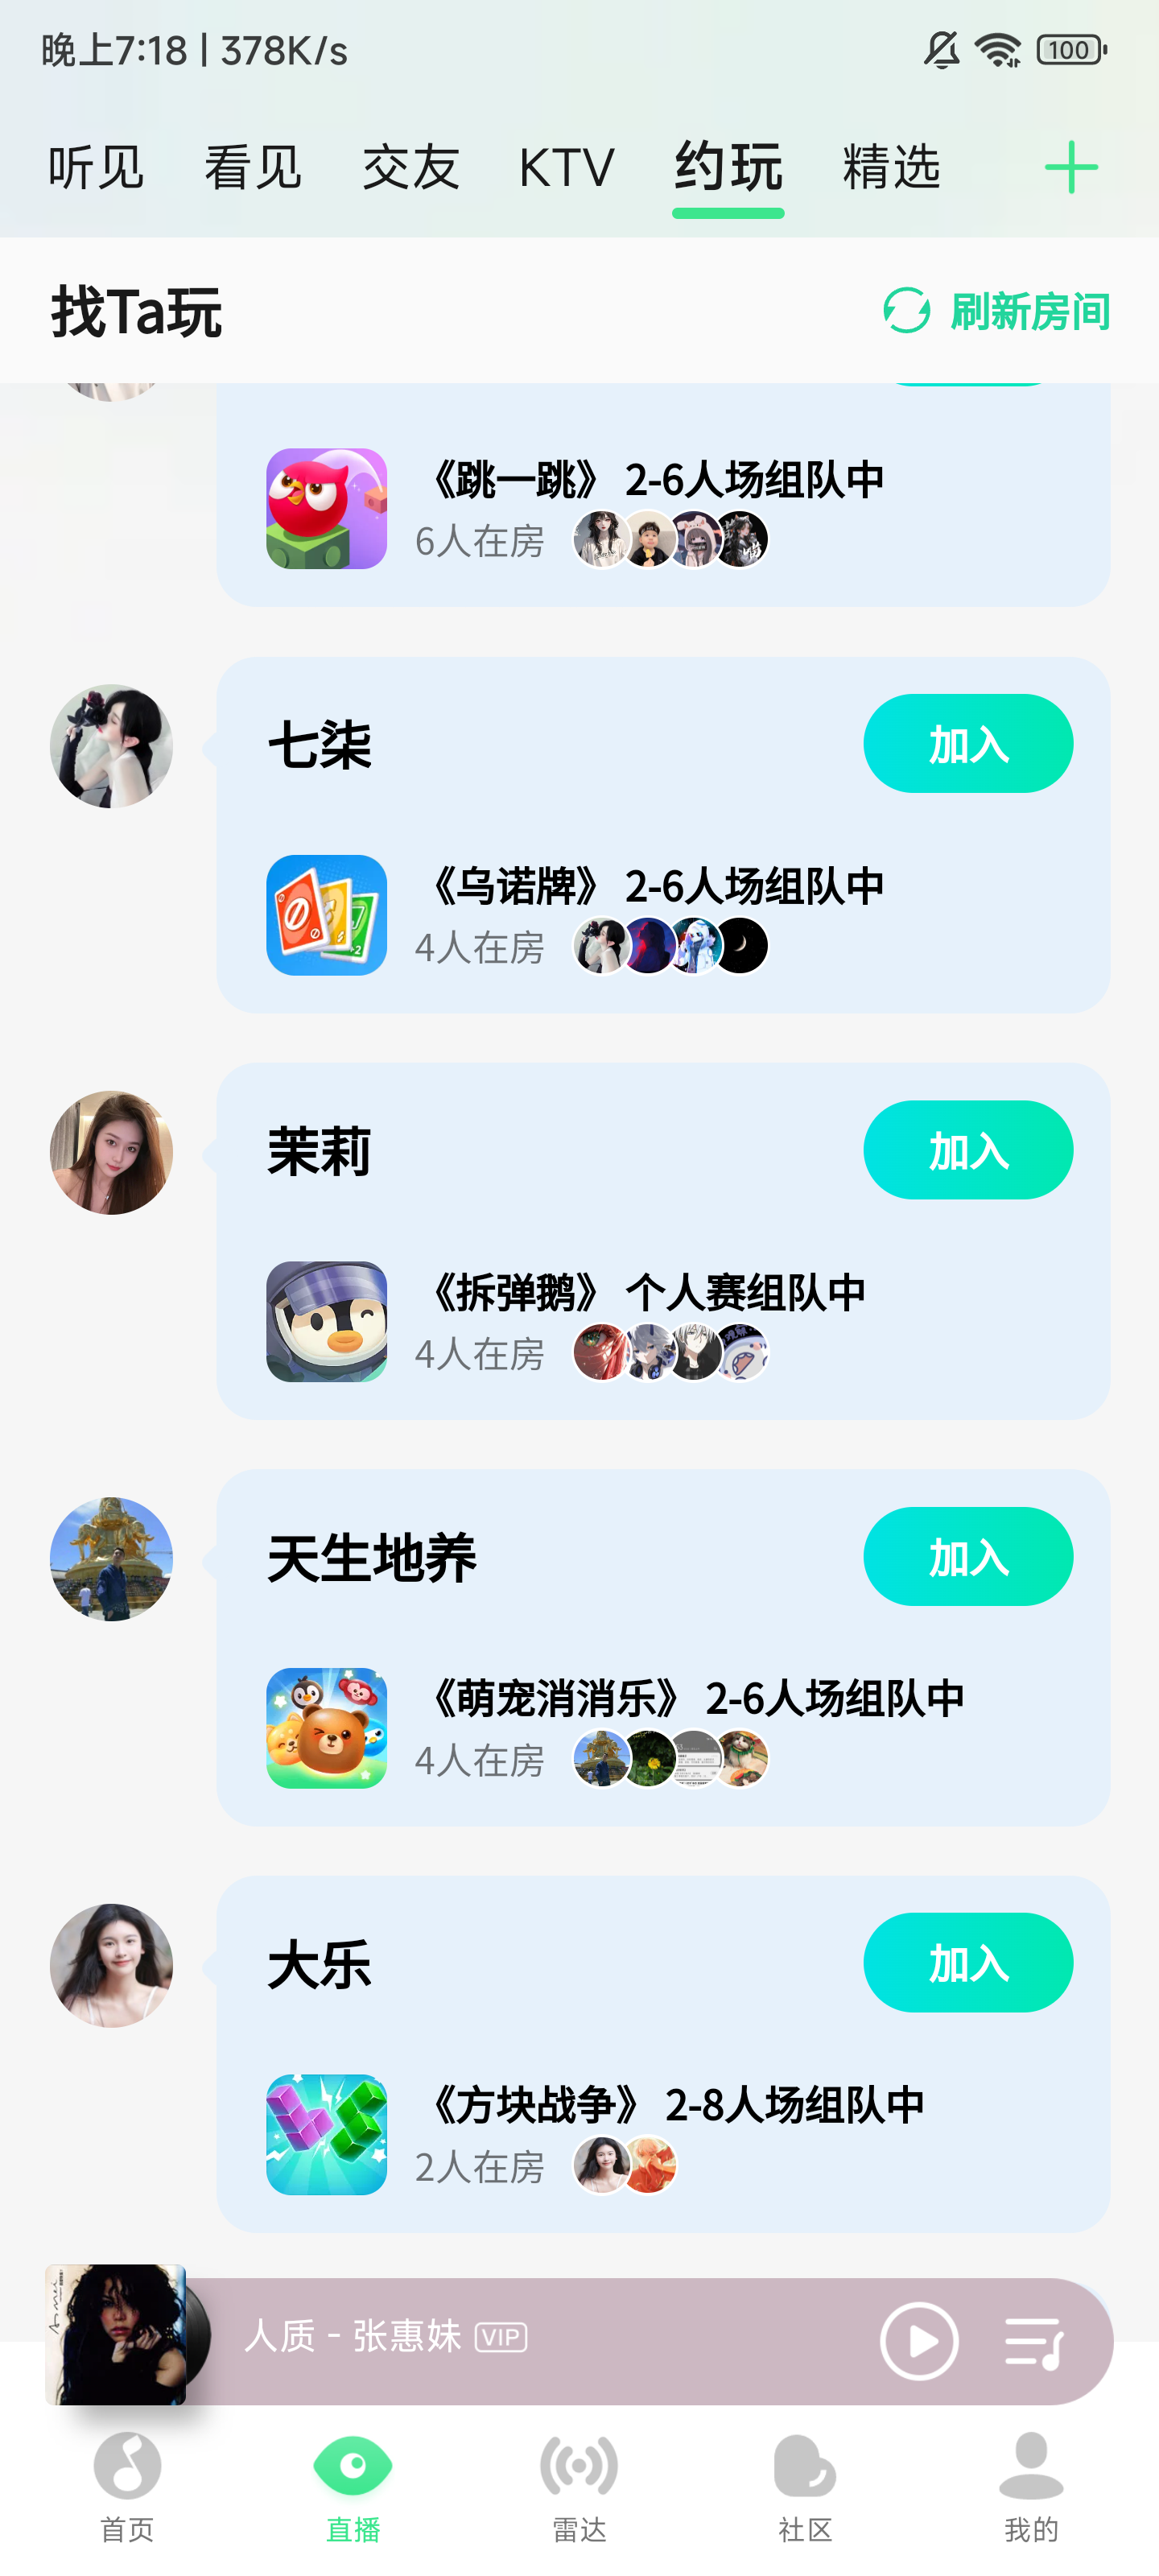 晚上7:18 | 378K/s
100
听见 看见 交友 KTV 约玩 精选
找Ta玩
刷新房间
《跳一跳》 2-6人场组队中
6人在房
七柒
加入
《乌诺牌》 2-6人场组队中
4人在房
茉莉
加入
《拆弹鹅》 个人赛组队中
4人在房
天生地养
加入
《萌宠消消乐》 2-6人场组队中
4人在房
大乐
加入
《方块战争》 2-8人场组队中
2人在房
人质 - 张惠妹 VIP
首页 直播 雷达 社区 我的